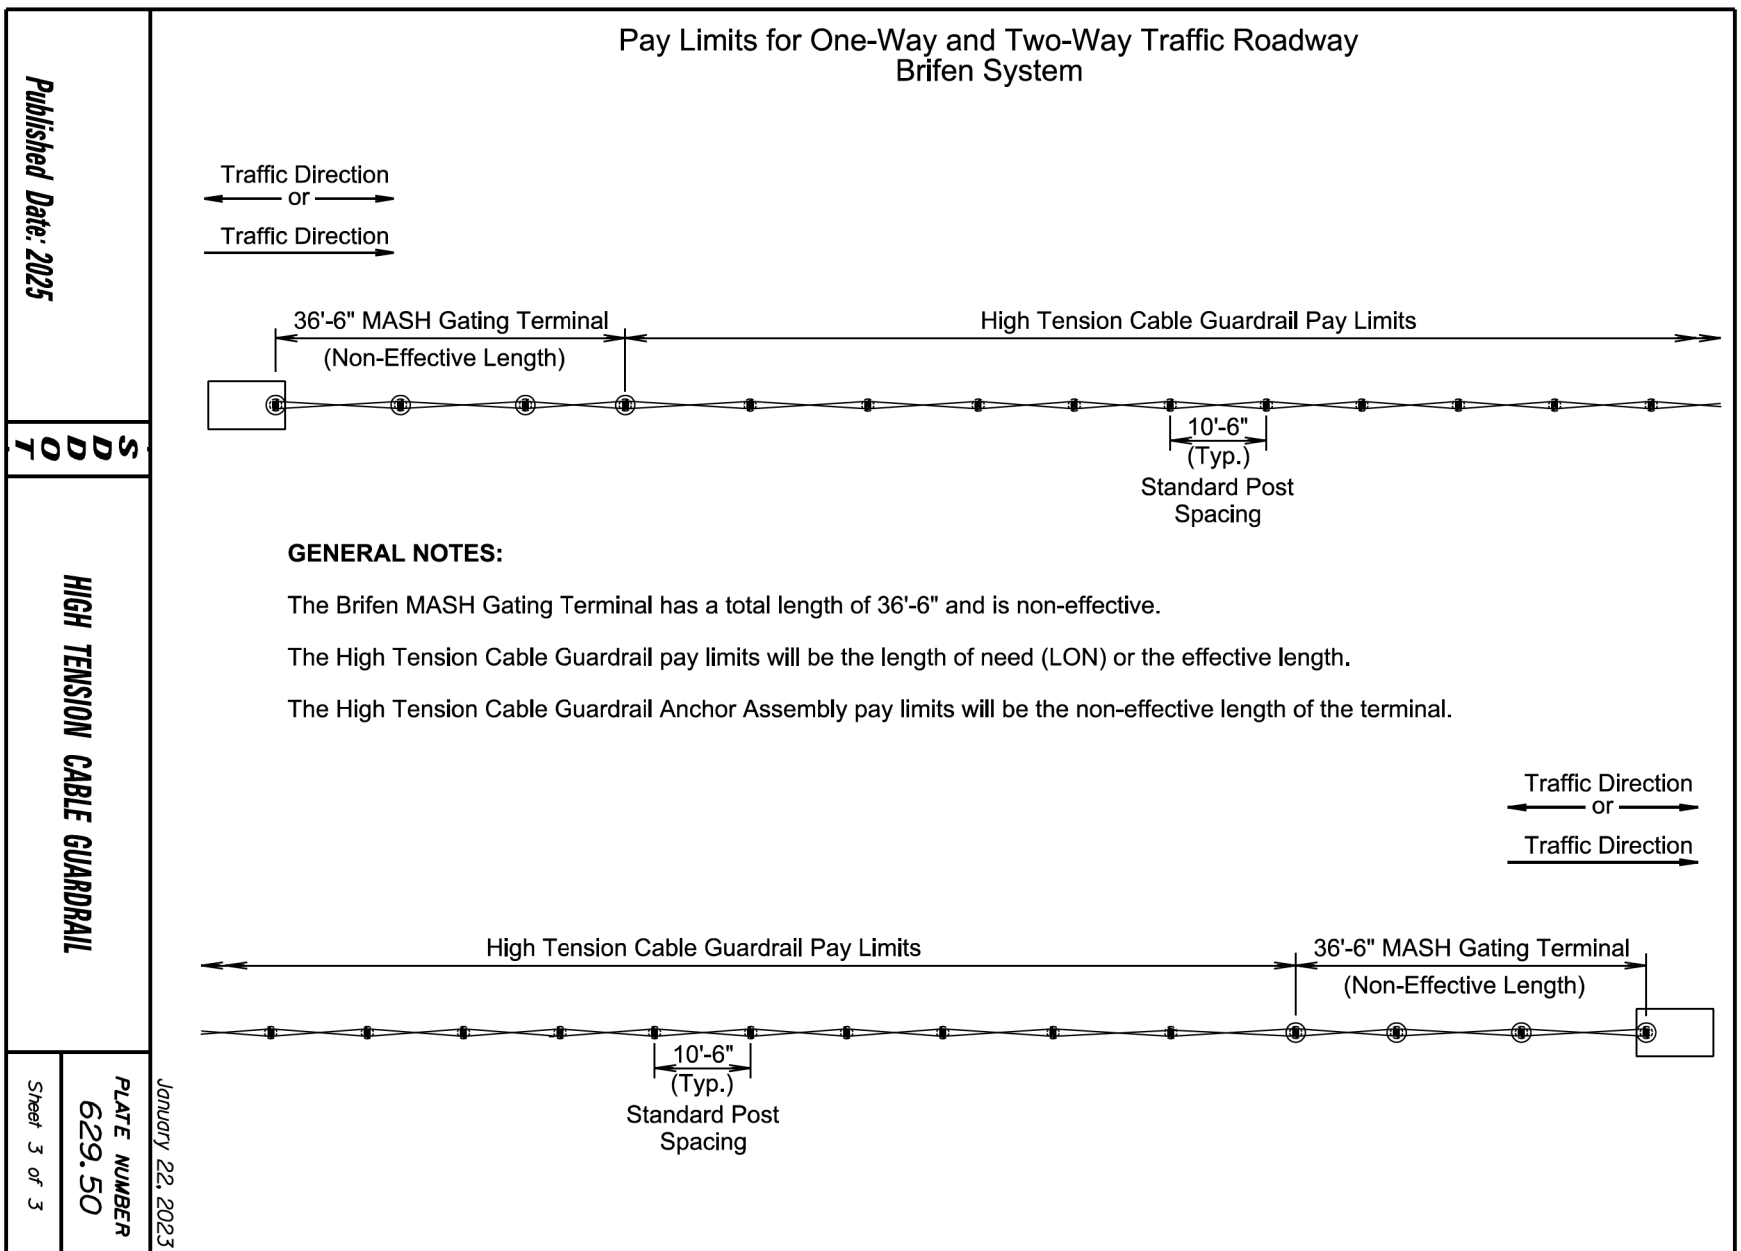 Pay Limits for One-Way and Two-Way Traffic Roadway
Brifen System
Traffic Direction
or
Traffic Direction
36'-6" MASH Gating Terminal
(Non-Effective Length)
High Tension Cable Guardrail Pay Limits
10'-6"
(Typ.)
Standard Post
Spacing
GENERAL NOTES:
The Brifen MASH Gating Terminal has a total length of 36'-6" and is non-effective.
The High Tension Cable Guardrail pay limits will be the length of need (LON) or the effective length.
The High Tension Cable Guardrail Anchor Assembly pay limits will be the non-effective length of the terminal.
Traffic Direction
or
Traffic Direction
High Tension Cable Guardrail Pay Limits
36'-6" MASH Gating Terminal
(Non-Effective Length)
10'-6"
(Typ.)
Standard Post
Spacing
January 22, 2023
Published Date: 2025
S
D
D
O
T
HIGH TENSION CABLE GUARDRAIL
PLATE NUMBER
629.50
Sheet 3 of 3